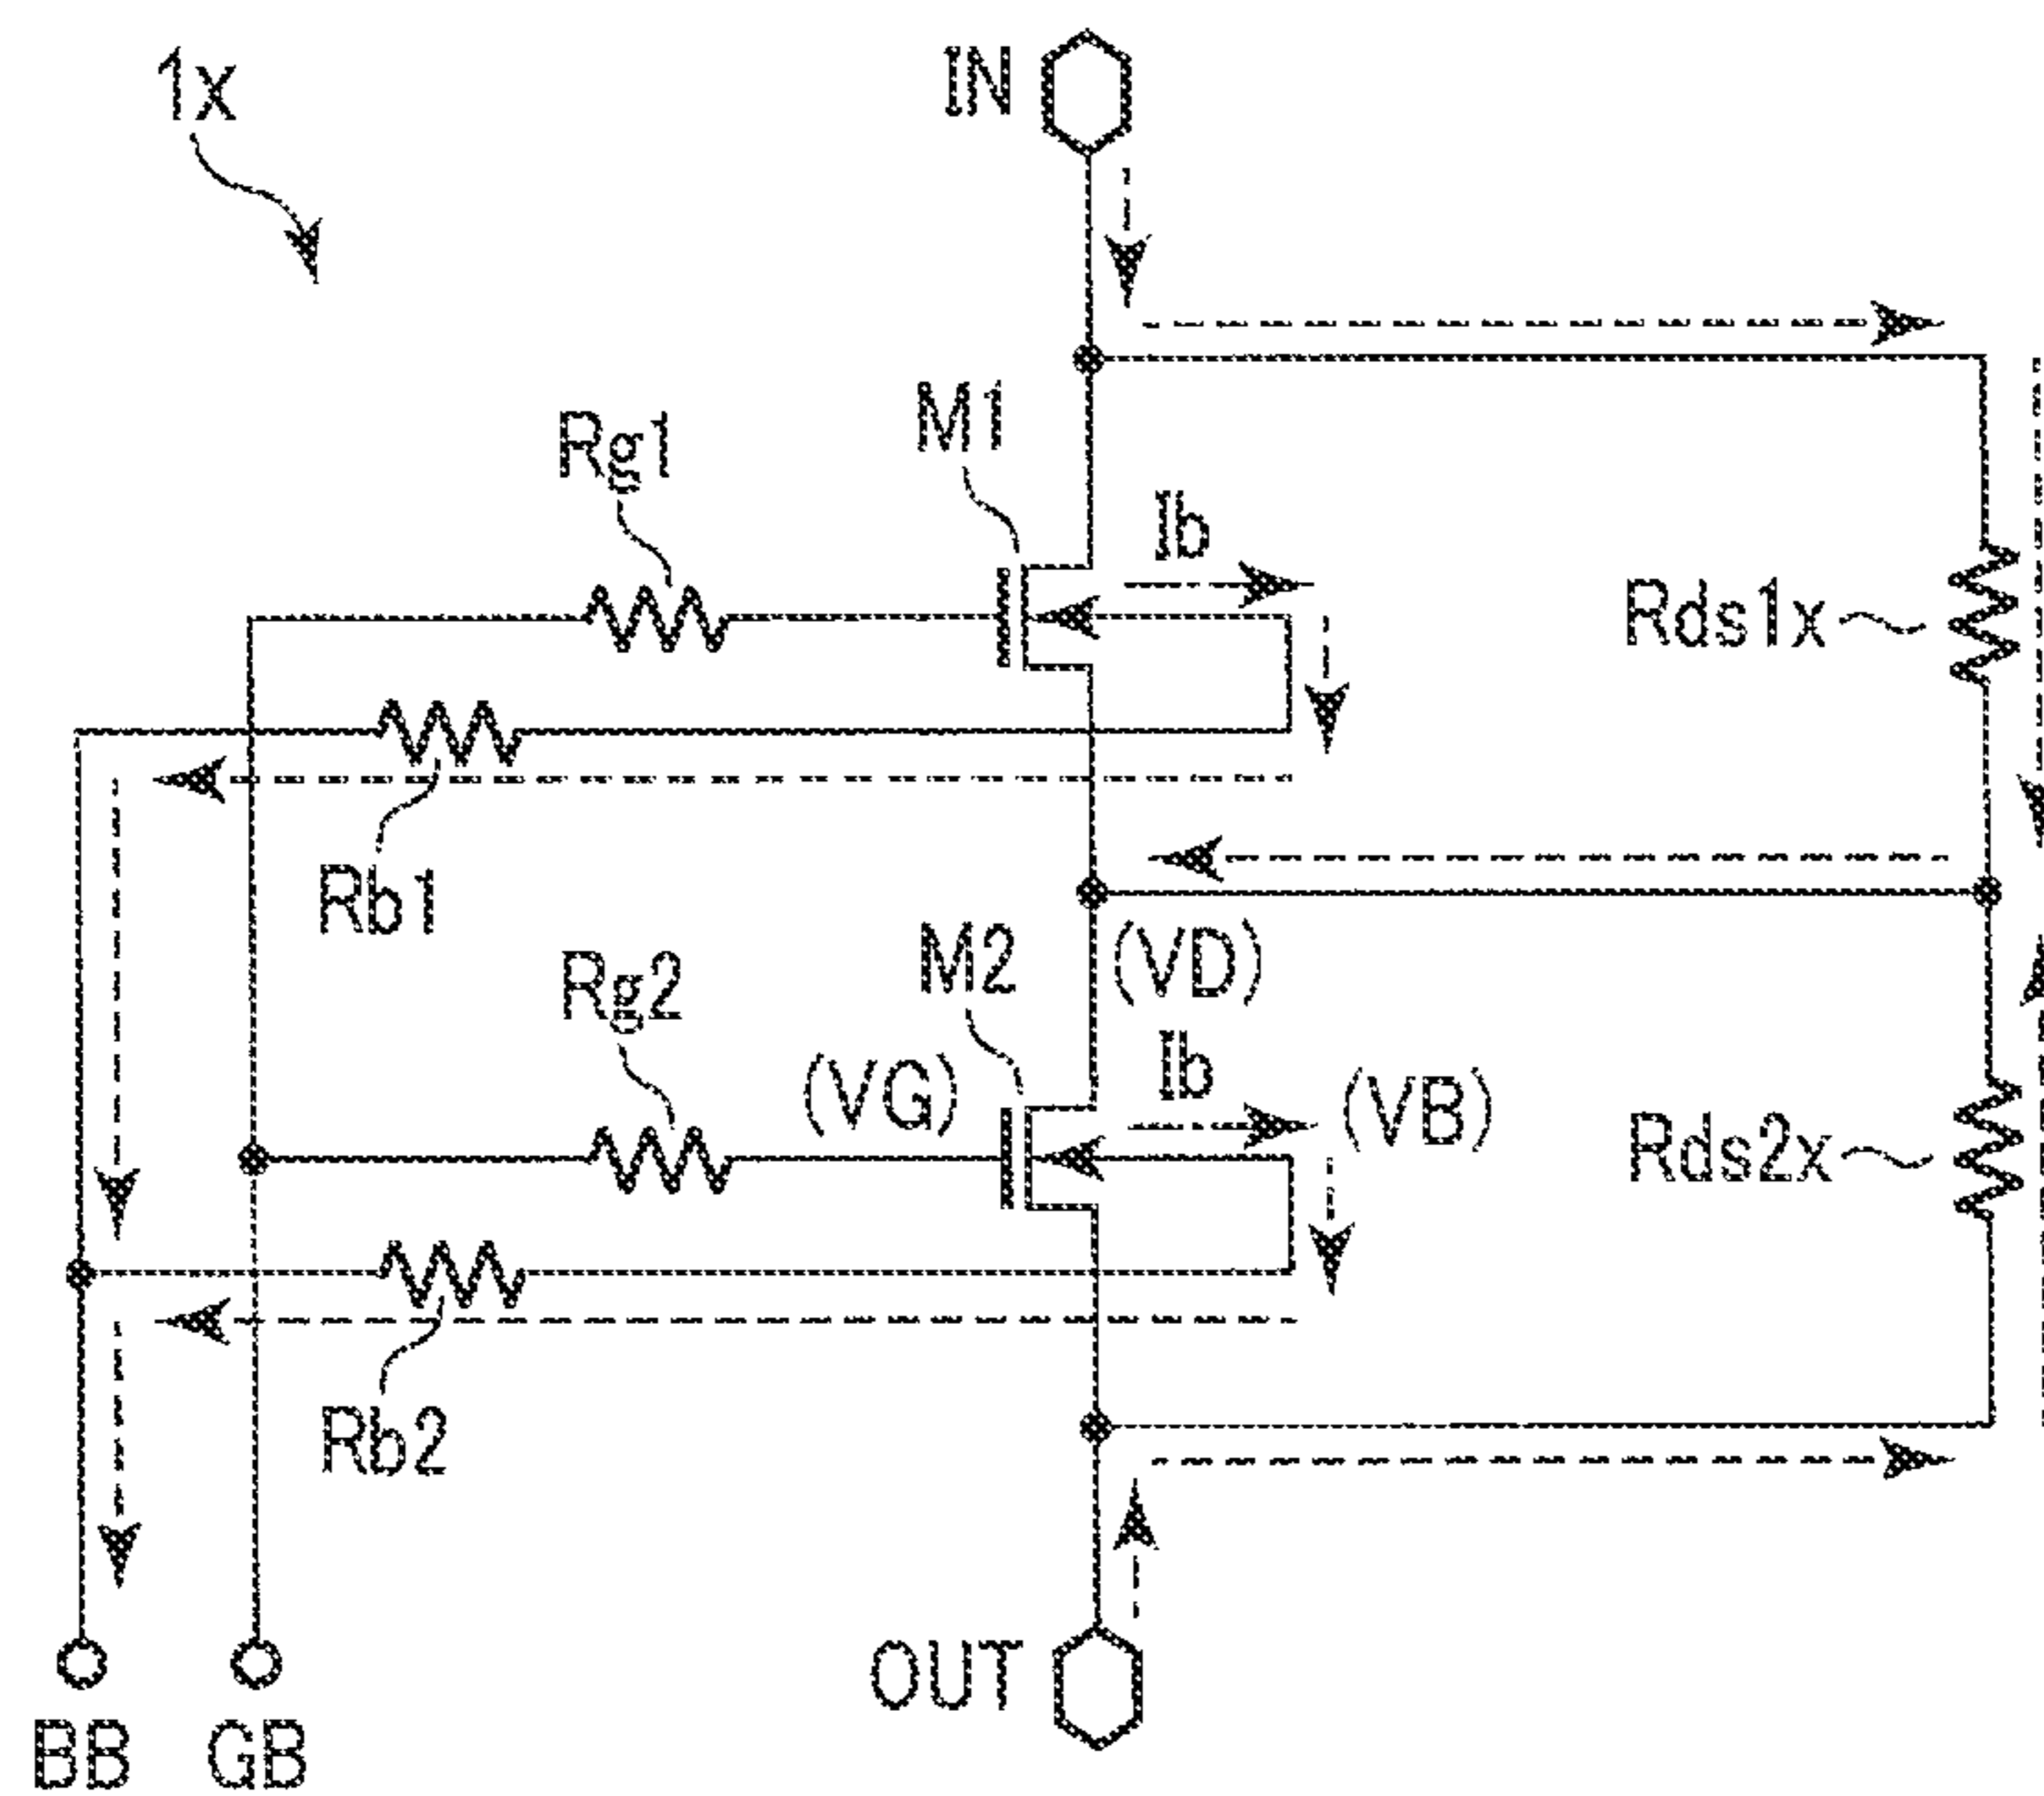 1x
IN
M1
Rg1
Ib
Rds1x
Rb1
M2
(VD)
Rg2
Ib
(VG)
(VB)
Rds2x
Rb2
OUT
BB
GB